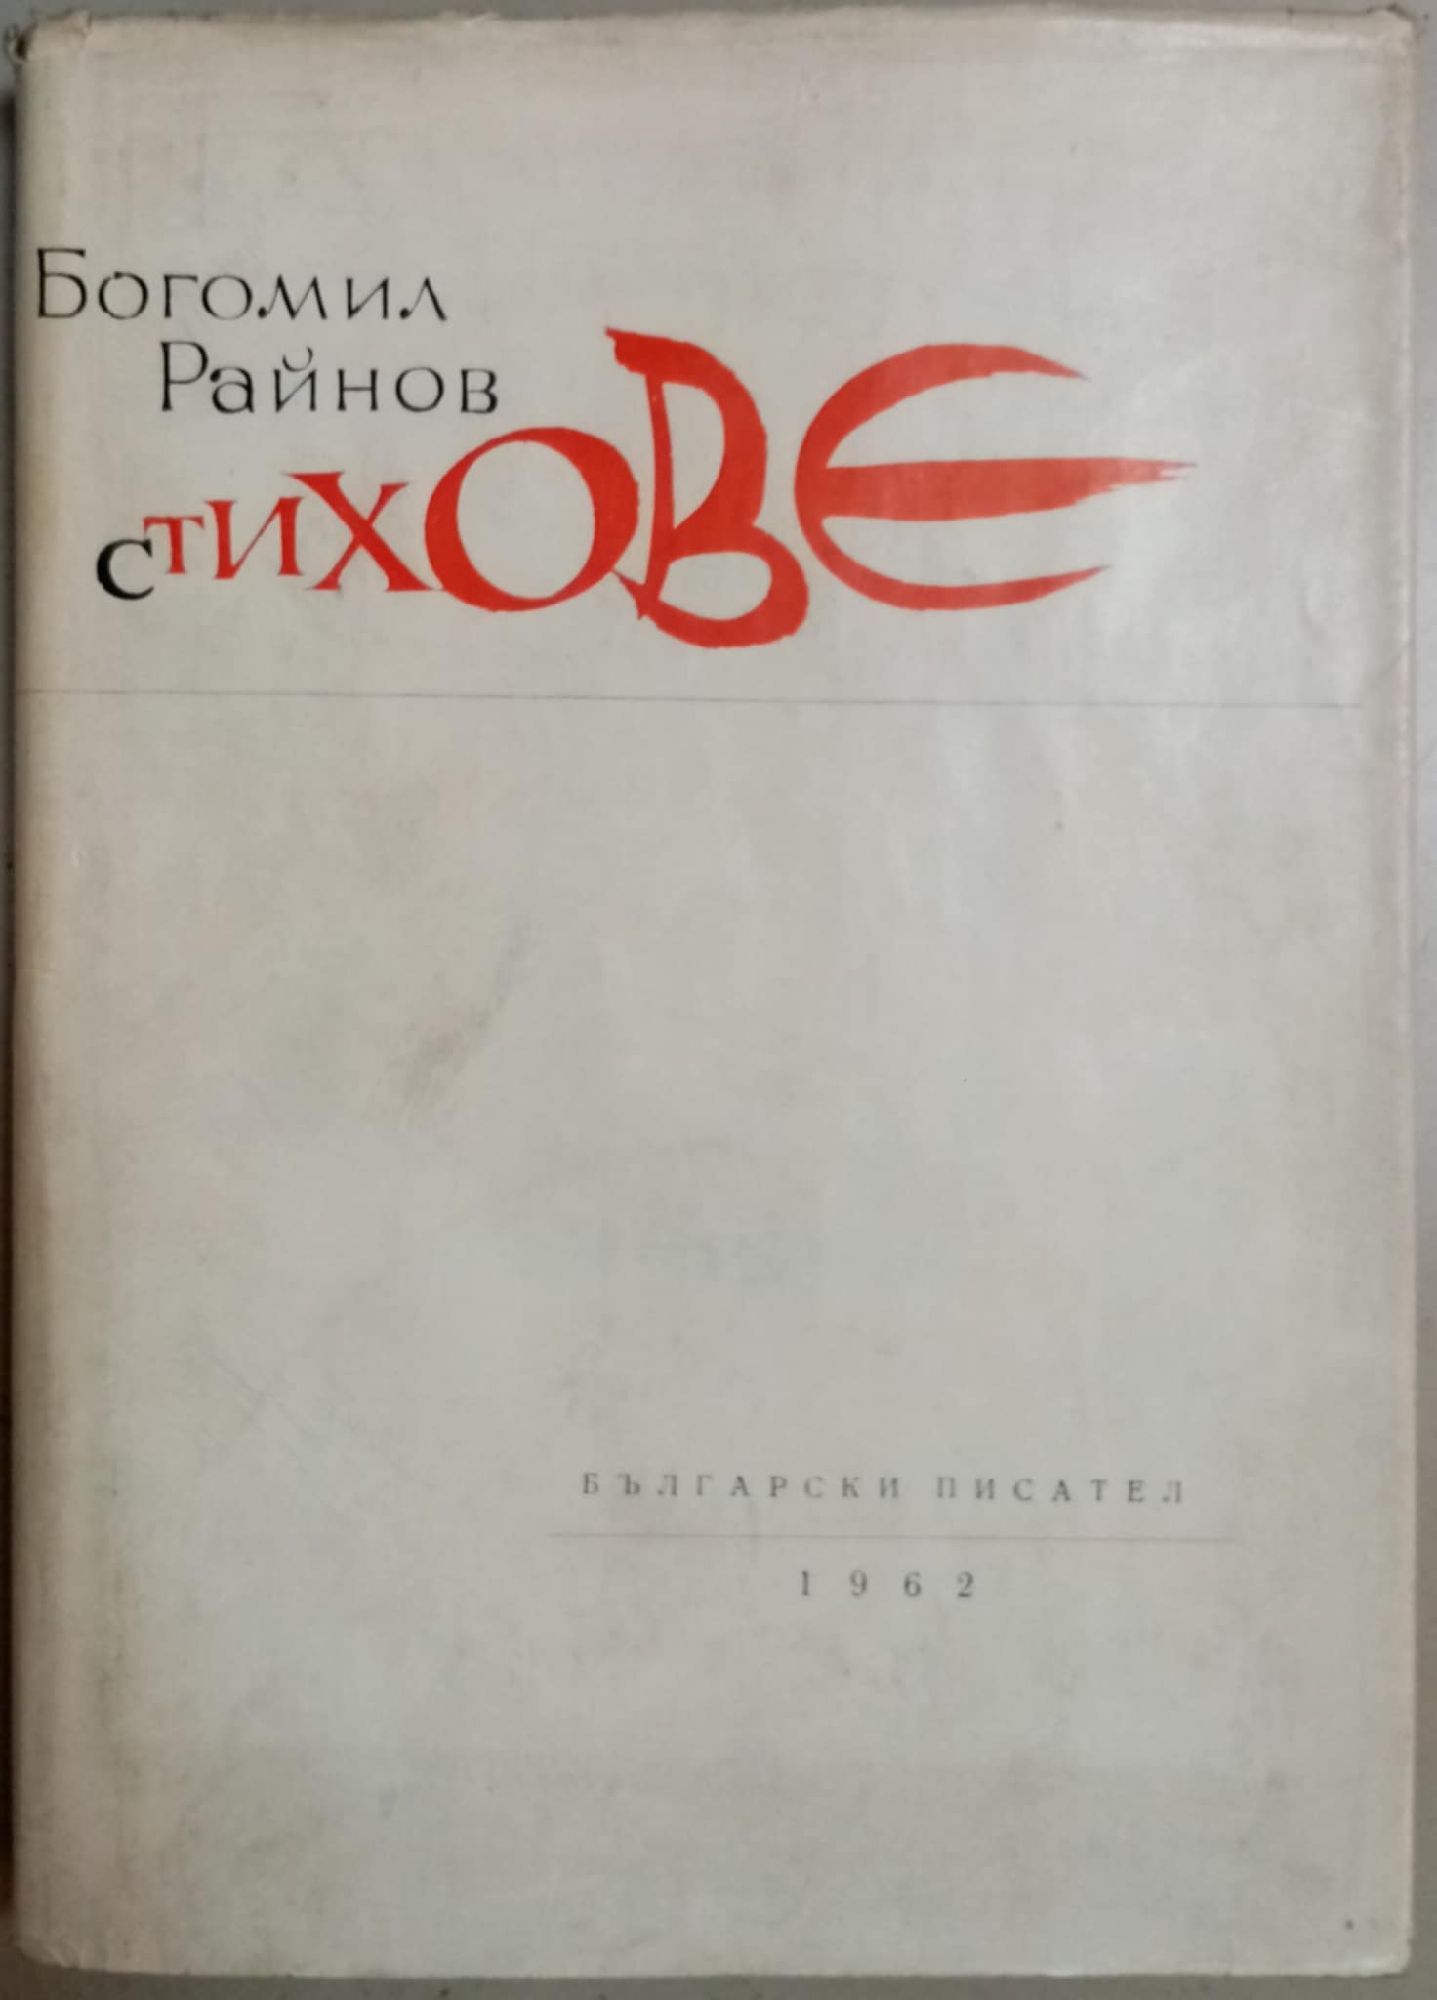 Богомил
Райнов
стихОВЕ
БЪЛГАРСКИ ПИСАТЕЛ
1962